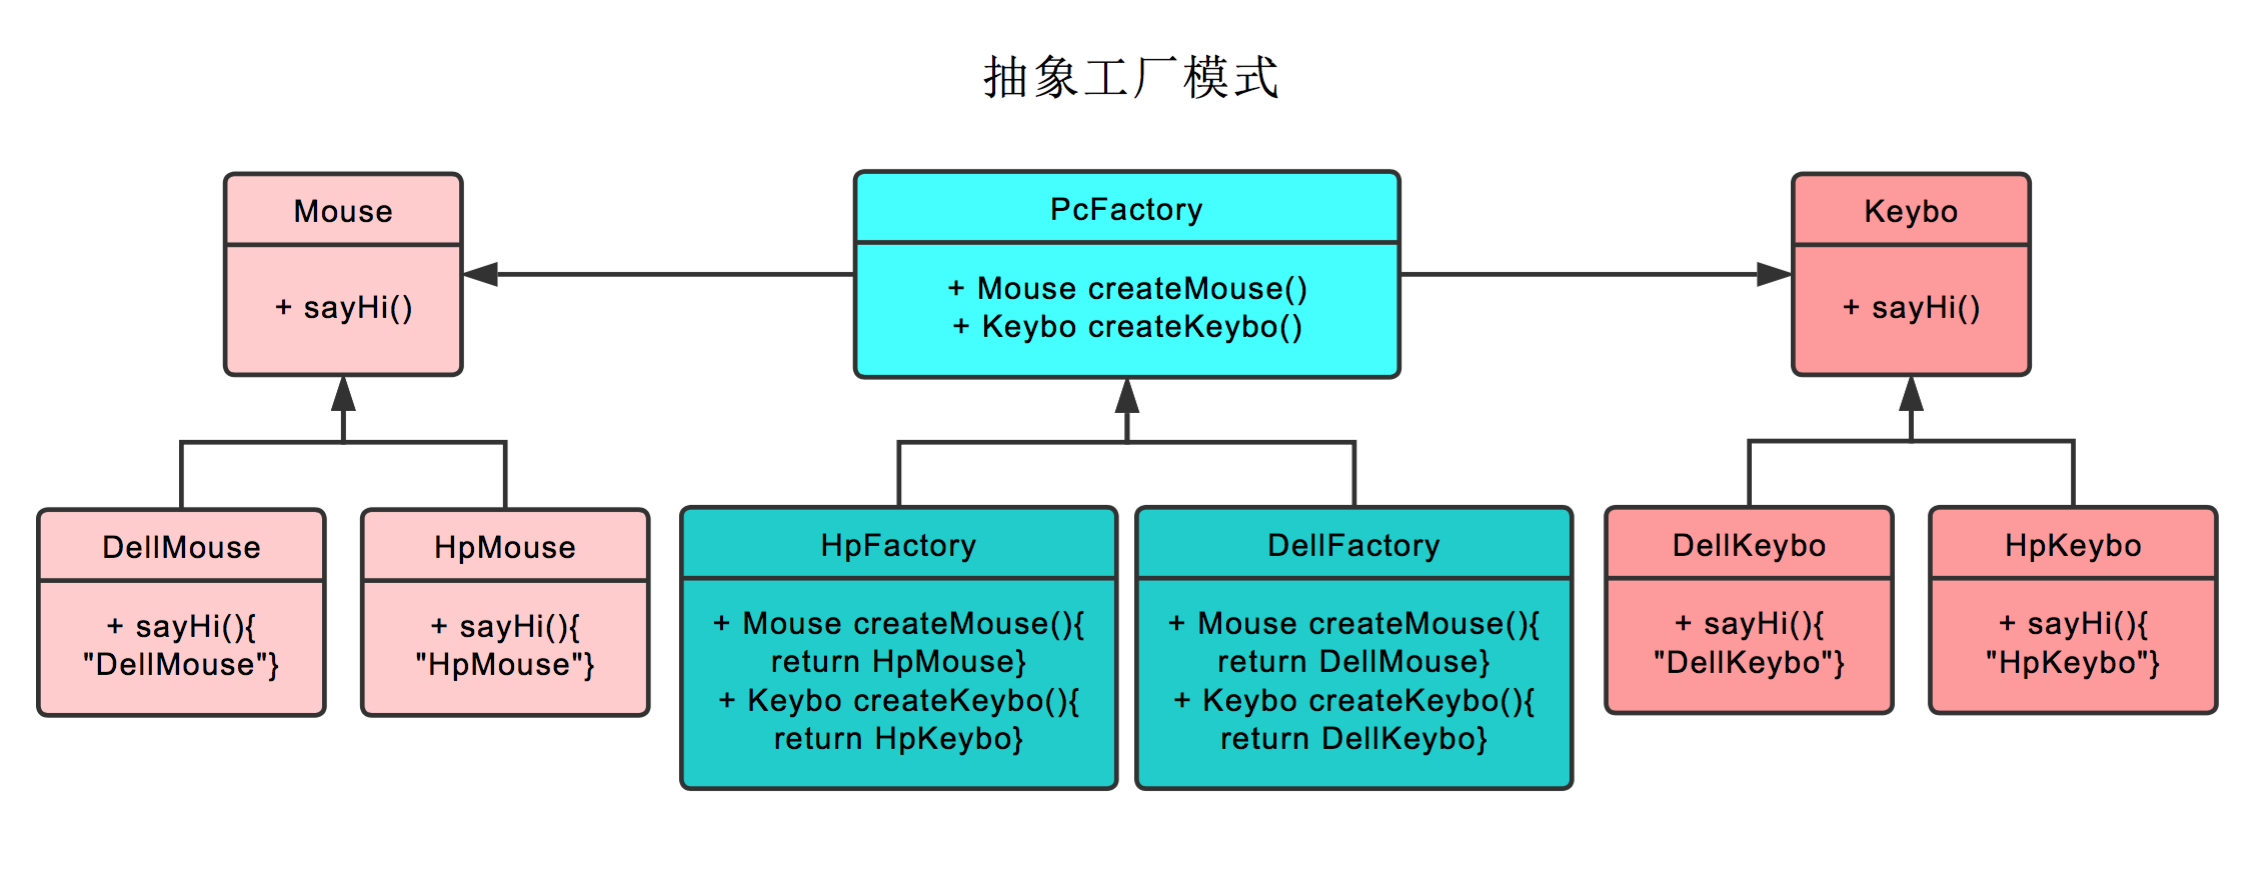 抽象工厂模式
Mouse
+ sayHi()
PcFactory
+ Mouse createMouse()
+ Keybo createKeybo()
Keybo
+ sayHi()
DellMouse
+ sayHi(){
"DellMouse"}
HpMouse
+ sayHi(){
"HpMouse"}
HpFactory
+ Mouse createMouse(){
return HpMouse}
+ Keybo createKeybo(){
return HpKeybo}
DellFactory
+ Mouse createMouse(){
return DellMouse}
+ Keybo createKeybo(){
return DellKeybo}
DellKeybo
+ sayHi(){
"DellKeybo"}
HpKeybo
+ sayHi(){
"HpKeybo"}